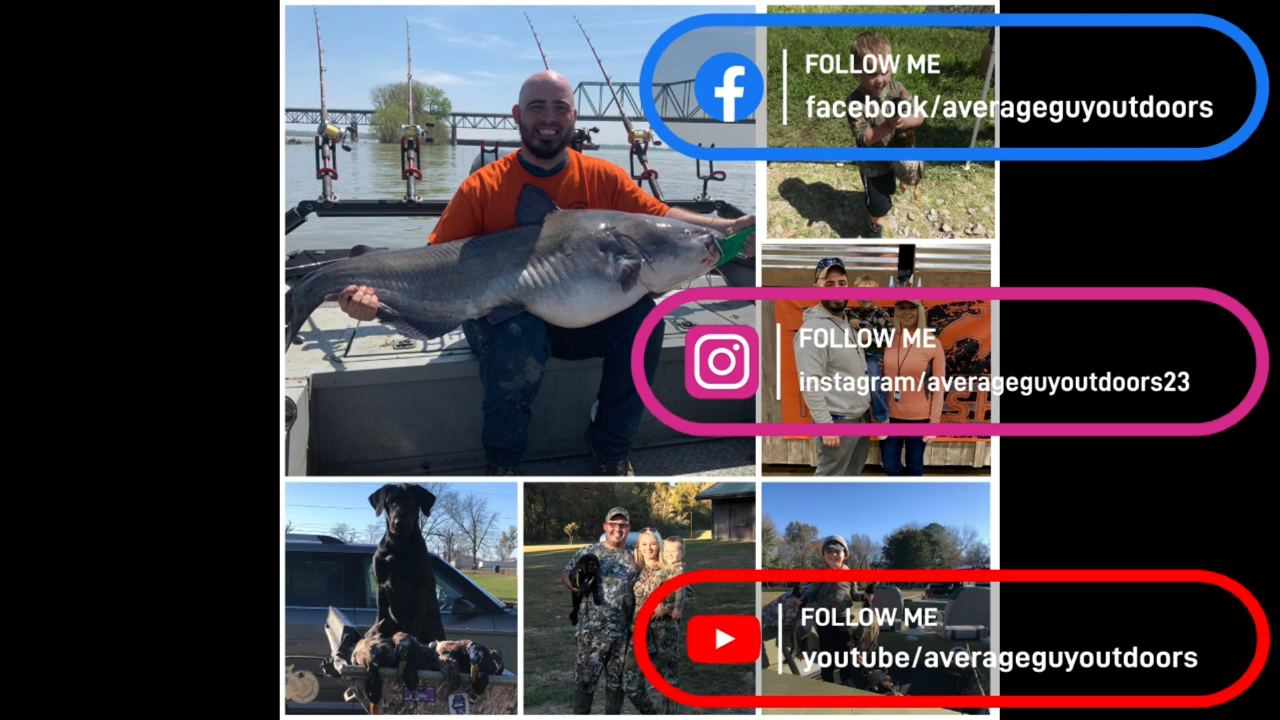 FOLLOW ME
facebook/averageguyoutdoors
FOLLOW ME
instagram/averageguyoutdoors23
FOLLOW ME
youtube/averageguyoutdoors